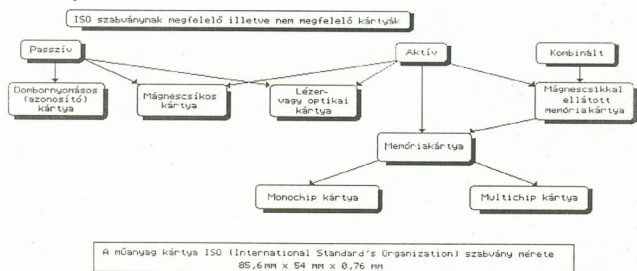 ISO szabványnak megfelelő illetve nem megfelelő kártyák
Passzív
Aktív
Kombinált
Dombornyomásos
(azonosító)
kártya
Mágnescsíkos
kártya
Lézer-
vagy optikai
kártya
Mágnescsikkal
ellátott
memóriakártya
Memóriakártya
Monochip kártya
Multichip kártya
A műanyag kártya ISO (International Standard's Organization) szabvány mérete
85,6 MM x 54 MM x 0,76 MM